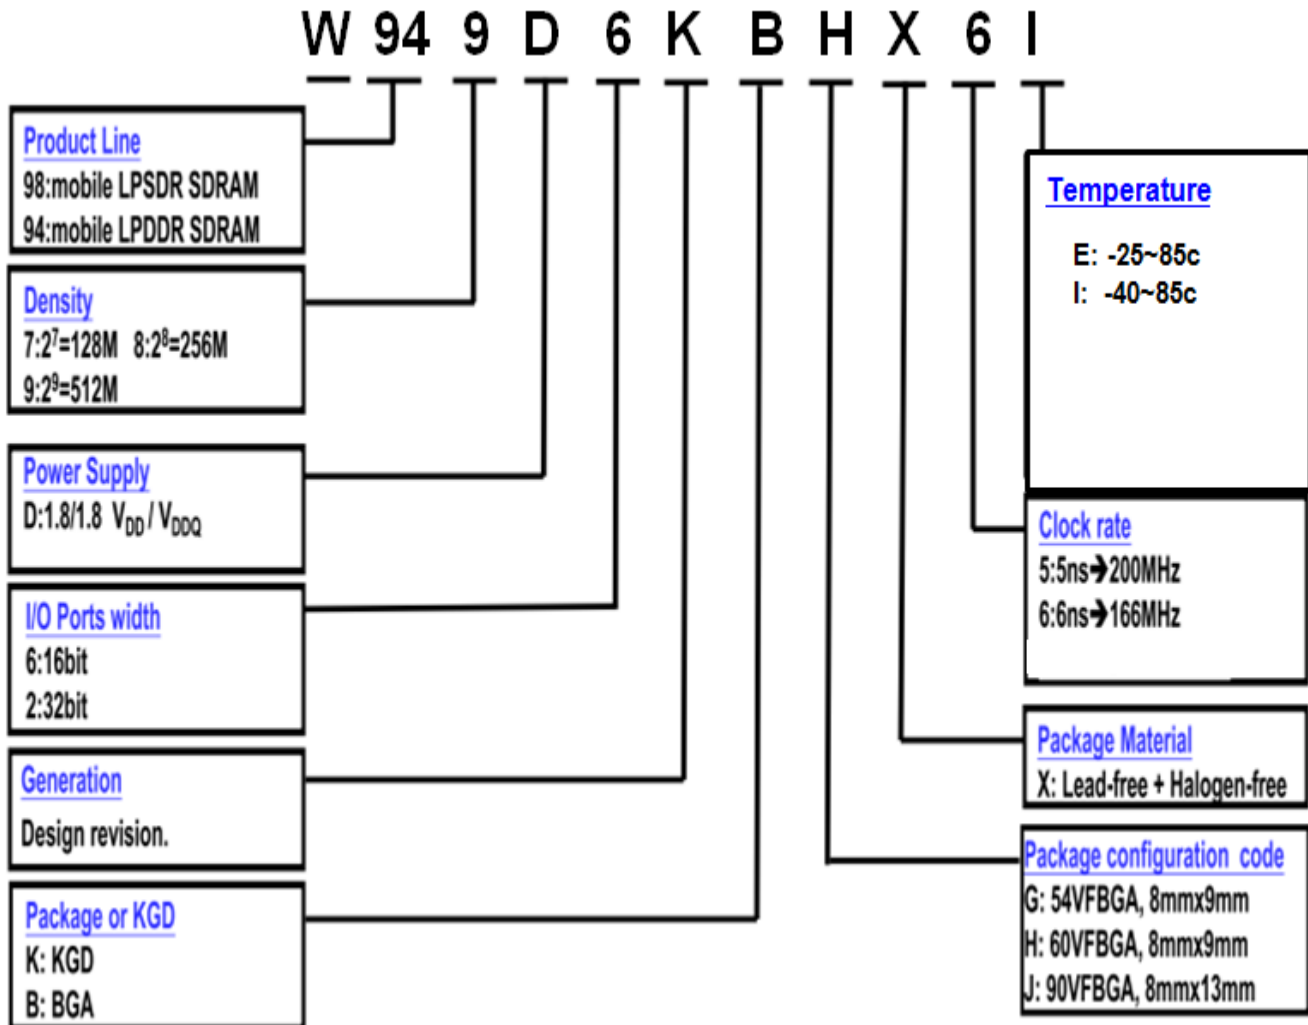 W 94 9 D 6 K B H X 6 I
Product Line
98:mobile LPSDR SDRAM
94:mobile LPDDR SDRAM
Density
7:2⁷=128M 8:2⁸=256M
9:2⁹=512M
Power Supply
D:1.8/1.8 VDD / VDDQ
I/O Ports width
6:16bit
2:32bit
Generation
Design revision.
Package or KGD
K: KGD
B: BGA
Temperature
E: -25~85c
I: -40~85c
Clock rate
5:5ns➔200MHz
6:6ns➔166MHz
Package Material
X: Lead-free + Halogen-free
Package configuration code
G: 54VFBGA, 8mmx9mm
H: 60VFBGA, 8mmx9mm
J: 90VFBGA, 8mmx13mm